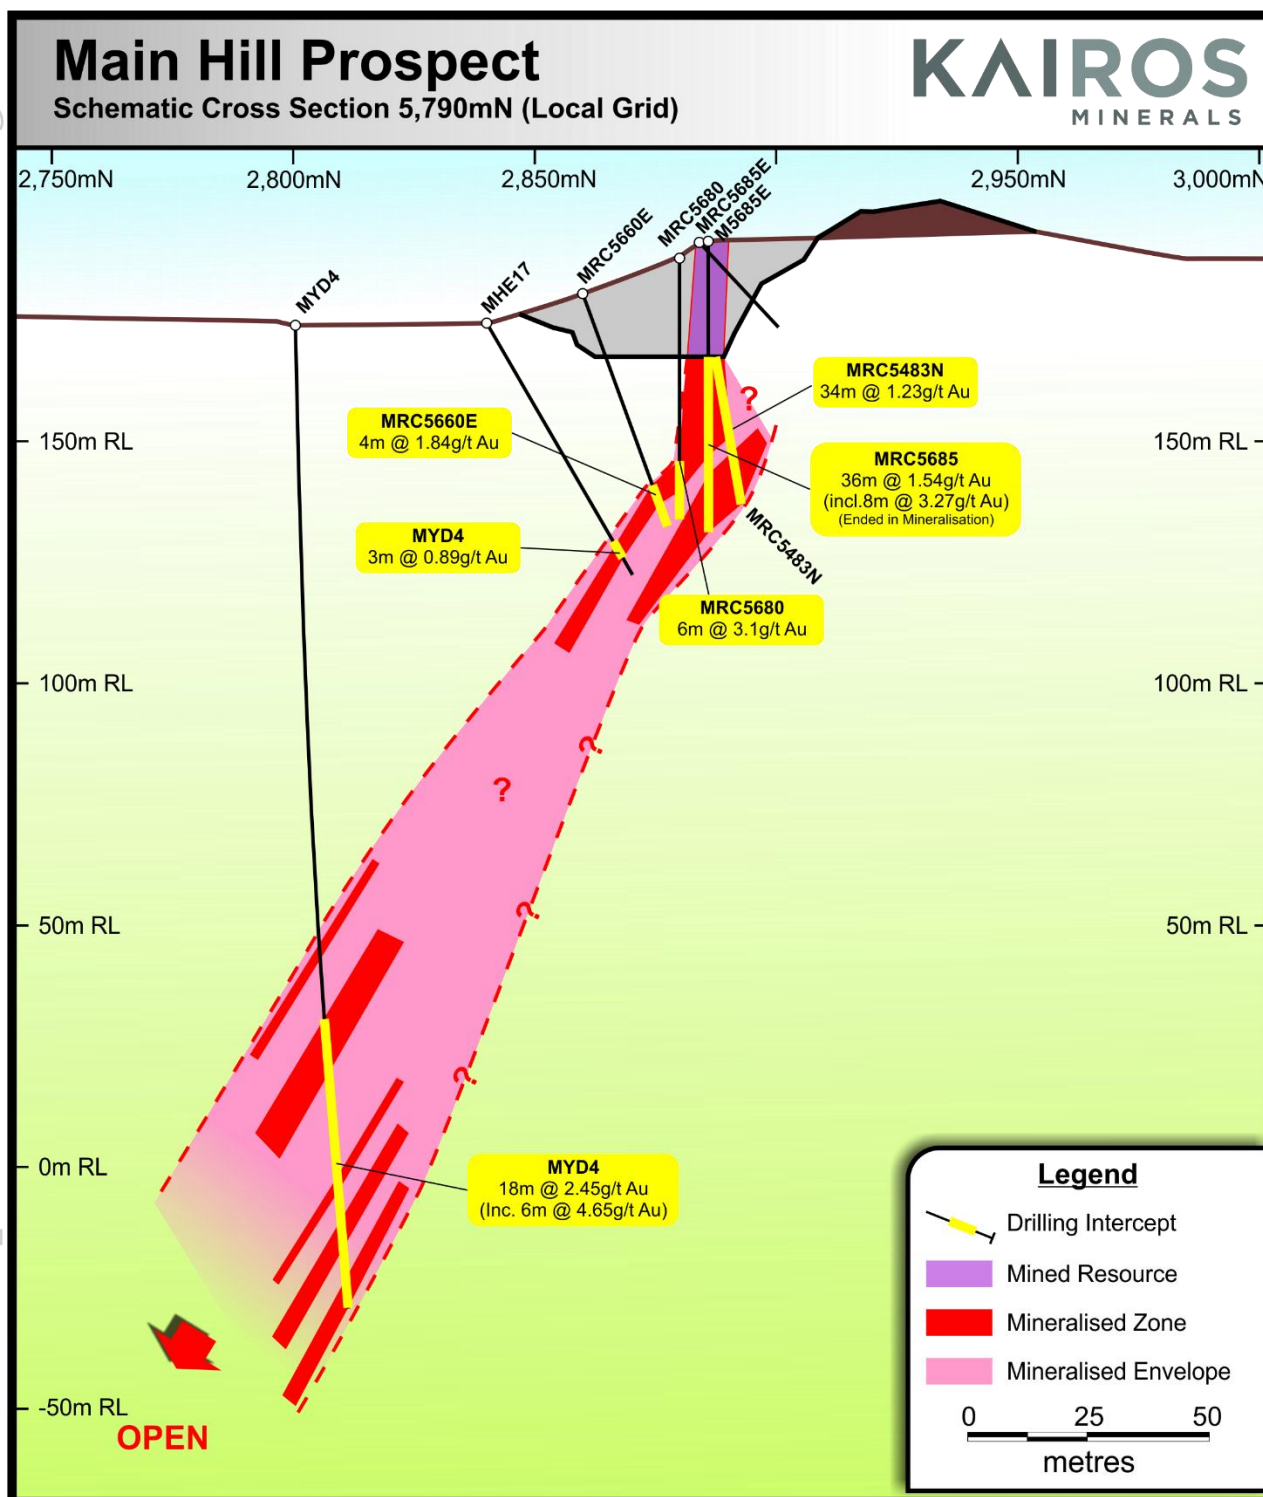 Main Hill Prospect
Schematic Cross Section 5,790mN (Local Grid)
KAIROS
MINERALS
2,750mN
2,800mN
2,850mN
2,950mN
3,000mN
MYD4
MHE17
MRC5660E
MRC5680
MRC5685E
M5685E
MRC5483N
34m @ 1.23g/t Au
?
MRC5660E
4m @ 1.84g/t Au
150m RL
150m RL
MRC5685
36m @ 1.54g/t Au
(incl.8m @ 3.27g/t Au)
(Ended in Mineralisation)
MYD4
3m @ 0.89g/t Au
MRC5483N
MRC5680
6m @ 3.1g/t Au
100m RL
100m RL
?
?
50m RL
?
50m RL
?
0m RL
MYD4
18m @ 2.45g/t Au
(Inc. 6m @ 4.65g/t Au)
-50m RL
OPEN
Legend
Drilling Intercept
Mined Resource
Mineralised Zone
Mineralised Envelope
0 25 50
metres